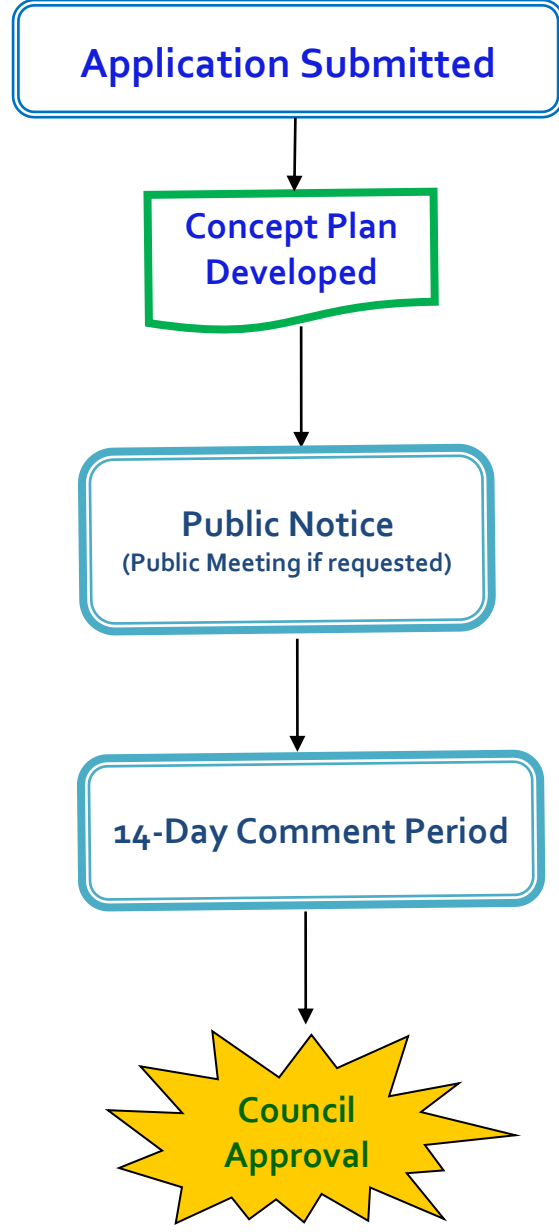 Application Submitted
Concept Plan
Developed
Public Notice
(Public Meeting if requested)
14-Day Comment Period
Council
Approval